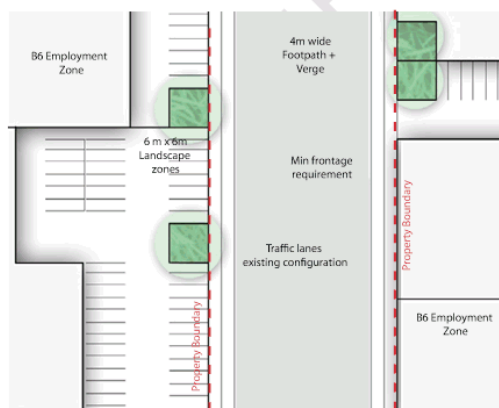 4m wide
Footpath +
Verge
B6 Employment
Zone
6 m x 6m
Landscape
zones
Min frontage
requirement
Traffic lanes
existing configuration
Property Boundary
Property Boundary
B6 Employment
Zone